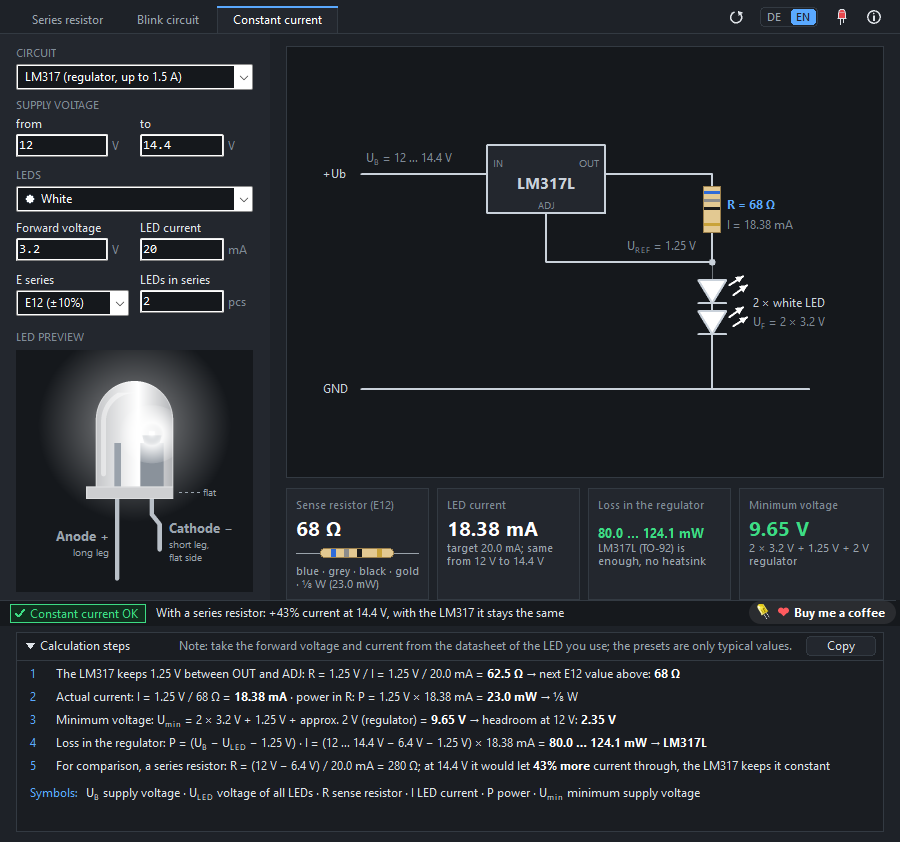 Series resistor
Blink circuit
Constant current
DE
EN
CIRCUIT
LM317 (regulator, up to 1.5 A)
SUPPLY VOLTAGE
from
to
12 V
14.4 V
LEDS
White
Forward voltage
LED current
3.2 V
20 mA
E series
LEDs in series
E12 (±10%)
2 pcs
LED PREVIEW
flat
Anode +
long leg
Cathode −
short leg,
flat side
+Ub
UB = 12 ... 14.4 V
IN
OUT
LM317L
ADJ
R = 68 Ω
I = 18.38 mA
UREF = 1.25 V
2 × white LED
UF = 2 × 3.2 V
GND
Sense resistor (E12)
68 Ω
blue · grey · black · gold
· ⅛ W (23.0 mW)
LED current
18.38 mA
target 20.0 mA; same
from 12 V to 14.4 V
Loss in the regulator
80.0 ... 124.1 mW
LM317L (TO-92) is
enough, no heatsink
Minimum voltage
9.65 V
2 × 3.2 V + 1.25 V + 2 V
regulator
Constant current OK
With a series resistor: +43% current at 14.4 V, with the LM317 it stays the same
Buy me a coffee
Calculation steps
Note: take the forward voltage and current from the datasheet of the LED you use; the presets are only typical values.
Copy
1 The LM317 keeps 1.25 V between OUT and ADJ: R = 1.25 V / I = 1.25 V / 20.0 mA = 62.5 Ω → next E12 value above: 68 Ω
2 Actual current: I = 1.25 V / 68 Ω = 18.38 mA · power in R: P = 1.25 V × 18.38 mA = 23.0 mW → ⅛ W
3 Minimum voltage: Umin = 2 × 3.2 V + 1.25 V + approx. 2 V (regulator) = 9.65 V → headroom at 12 V: 2.35 V
4 Loss in the regulator: P = (UB − ULED − 1.25 V) · I = (12 ... 14.4 V − 6.4 V − 1.25 V) × 18.38 mA = 80.0 ... 124.1 mW → LM317L
5 For comparison, a series resistor: R = (12 V − 6.4 V) / 20.0 mA = 280 Ω; at 14.4 V it would let 43% more current through, the LM317 keeps it constant
Symbols: UB supply voltage · ULED voltage of all LEDs · R sense resistor · I LED current · P power · Umin minimum supply voltage